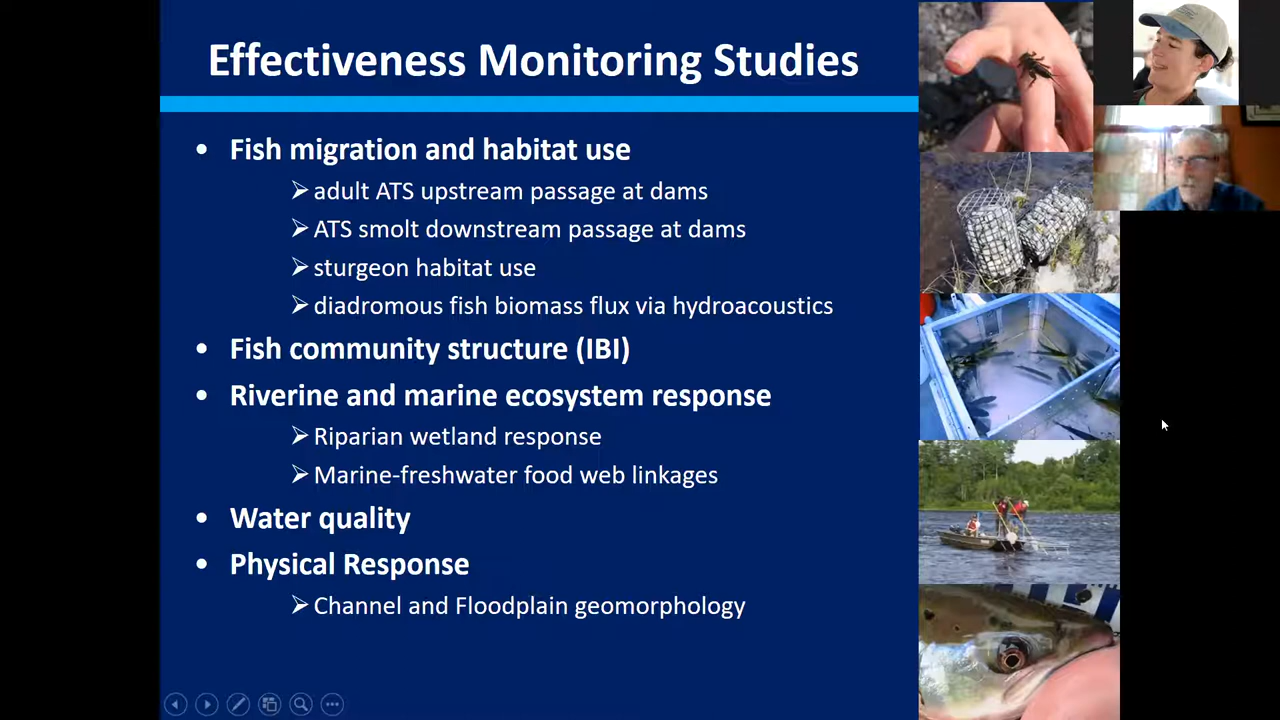 Effectiveness Monitoring Studies
• Fish migration and habitat use
➢ adult ATS upstream passage at dams
➢ ATS smolt downstream passage at dams
➢ sturgeon habitat use
➢ diadromous fish biomass flux via hydroacoustics
• Fish community structure (IBI)
• Riverine and marine ecosystem response
➢ Riparian wetland response
➢ Marine-freshwater food web linkages
• Water quality
• Physical Response
➢ Channel and Floodplain geomorphology